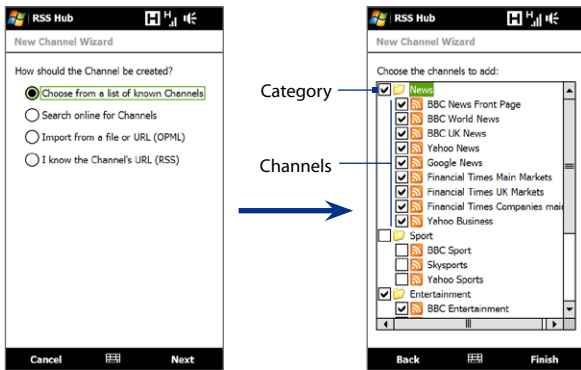 RSS Hub
New Channel Wizard
How should the Channel be created?
Choose from a list of known Channels
Search online for Channels
Import from a file or URL (OPML)
I know the Channel's URL (RSS)
Cancel
Next
Category
Channels
RSS Hub
New Channel Wizard
Choose the channels to add:
News
BBC News Front Page
BBC World News
BBC UK News
Yahoo News
Google News
Financial Times Main Markets
Financial Times UK Markets
Financial Times Companies mai
Yahoo Business
Sport
BBC Sport
Skysports
Yahoo Sports
Entertainment
BBC Entertainment
Back
Finish